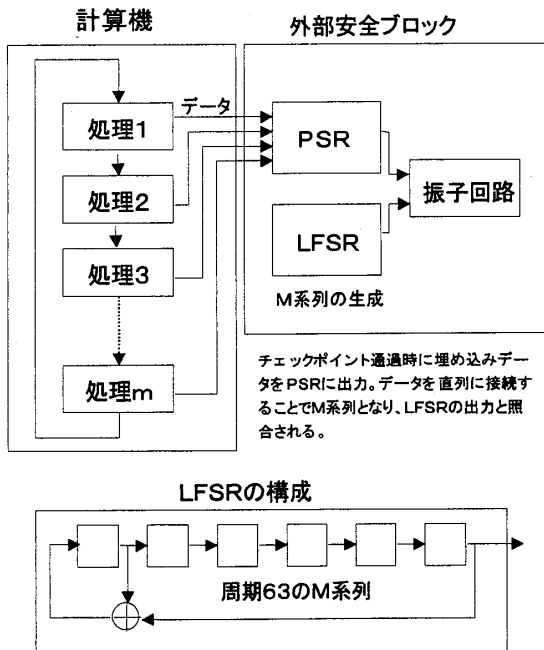 計算機
外部安全ブロック
処理1
データ
PSR
処理2
振子回路
処理3
LFSR
M系列の生成
処理m
チェックポイント通過時に埋め込みデー
タをPSRに出力。データを直列に接続す
ることでM系列となり、LFSRの出力と照
合される。
LFSRの構成
周期63のM系列